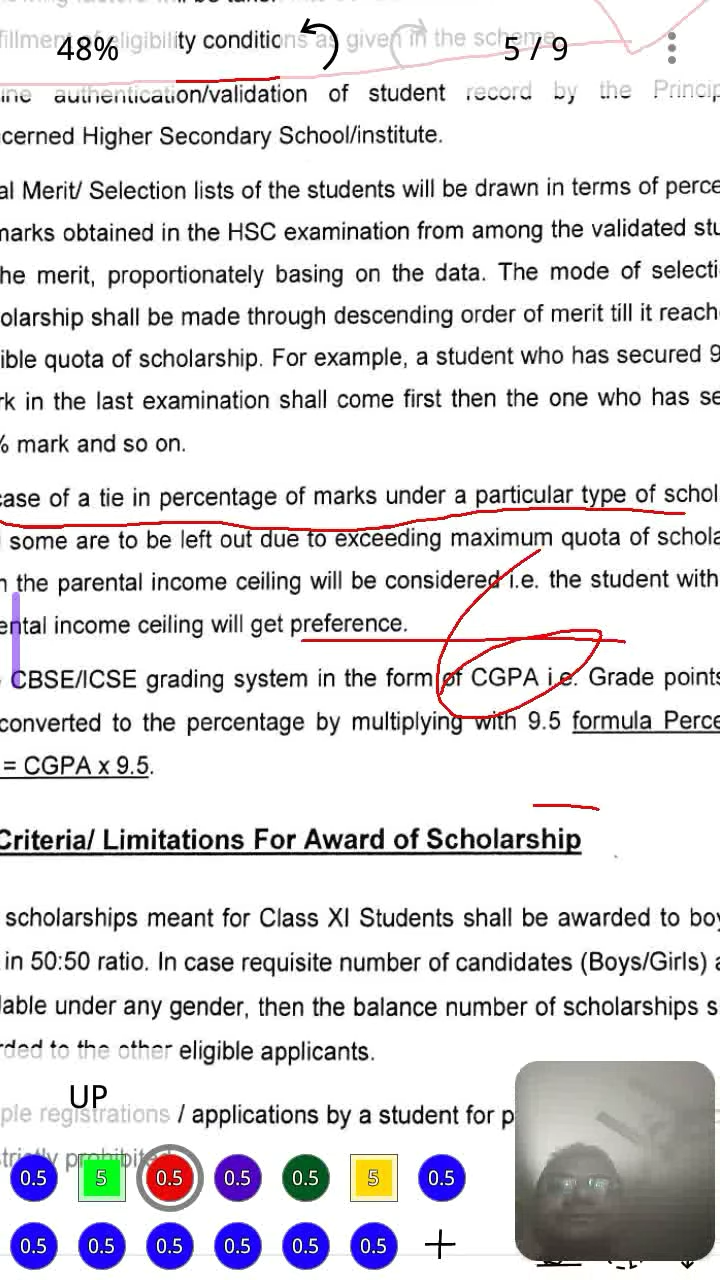 48%
5 / 9
fillment of eligibility conditions as given in the scheme
ine authentication/validation of student record by the Princip
cerned Higher Secondary School/institute.
al Merit/ Selection lists of the students will be drawn in terms of perce
marks obtained in the HSC examination from among the validated stu
he merit, proportionately basing on the data. The mode of selecti
olarship shall be made through descending order of merit till it reach
ible quota of scholarship. For example, a student who has secured 9
rk in the last examination shall come first then the one who has se
% mark and so on.
case of a tie in percentage of marks under a particular type of schol
some are to be left out due to exceeding maximum quota of schola
n the parental income ceiling will be considered i.e. the student with
ental income ceiling will get preference.
CBSE/ICSE grading system in the form of CGPA i.e. Grade points
converted to the percentage by multiplying with 9.5 formula Perce
= CGPA x 9.5.
Criteria/ Limitations For Award of Scholarship
scholarships meant for Class XI Students shall be awarded to boy
in 50:50 ratio. In case requisite number of candidates (Boys/Girls) a
lable under any gender, then the balance number of scholarships s
rded to the other eligible applicants.
UP
ple registrations / applications by a student for p
strictly prohibited
0.5 5 0.5 0.5 0.5 5 0.5
0.5 0.5 0.5 0.5 0.5 0.5 +